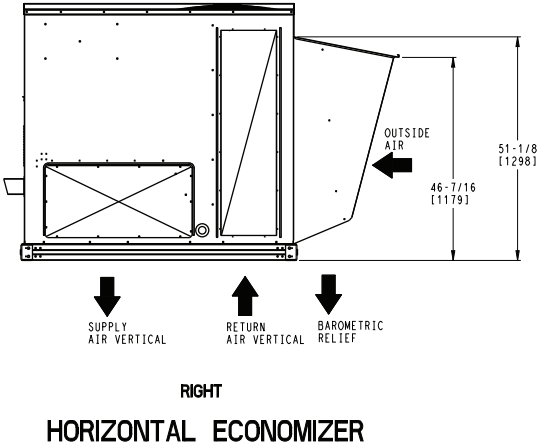 OUTSIDE
AIR
51-1/8
[1298]
46-7/16
[1179]
SUPPLY
AIR VERTICAL
RETURN
AIR VERTICAL
BAROMETRIC
RELIEF
RIGHT
HORIZONTAL ECONOMIZER